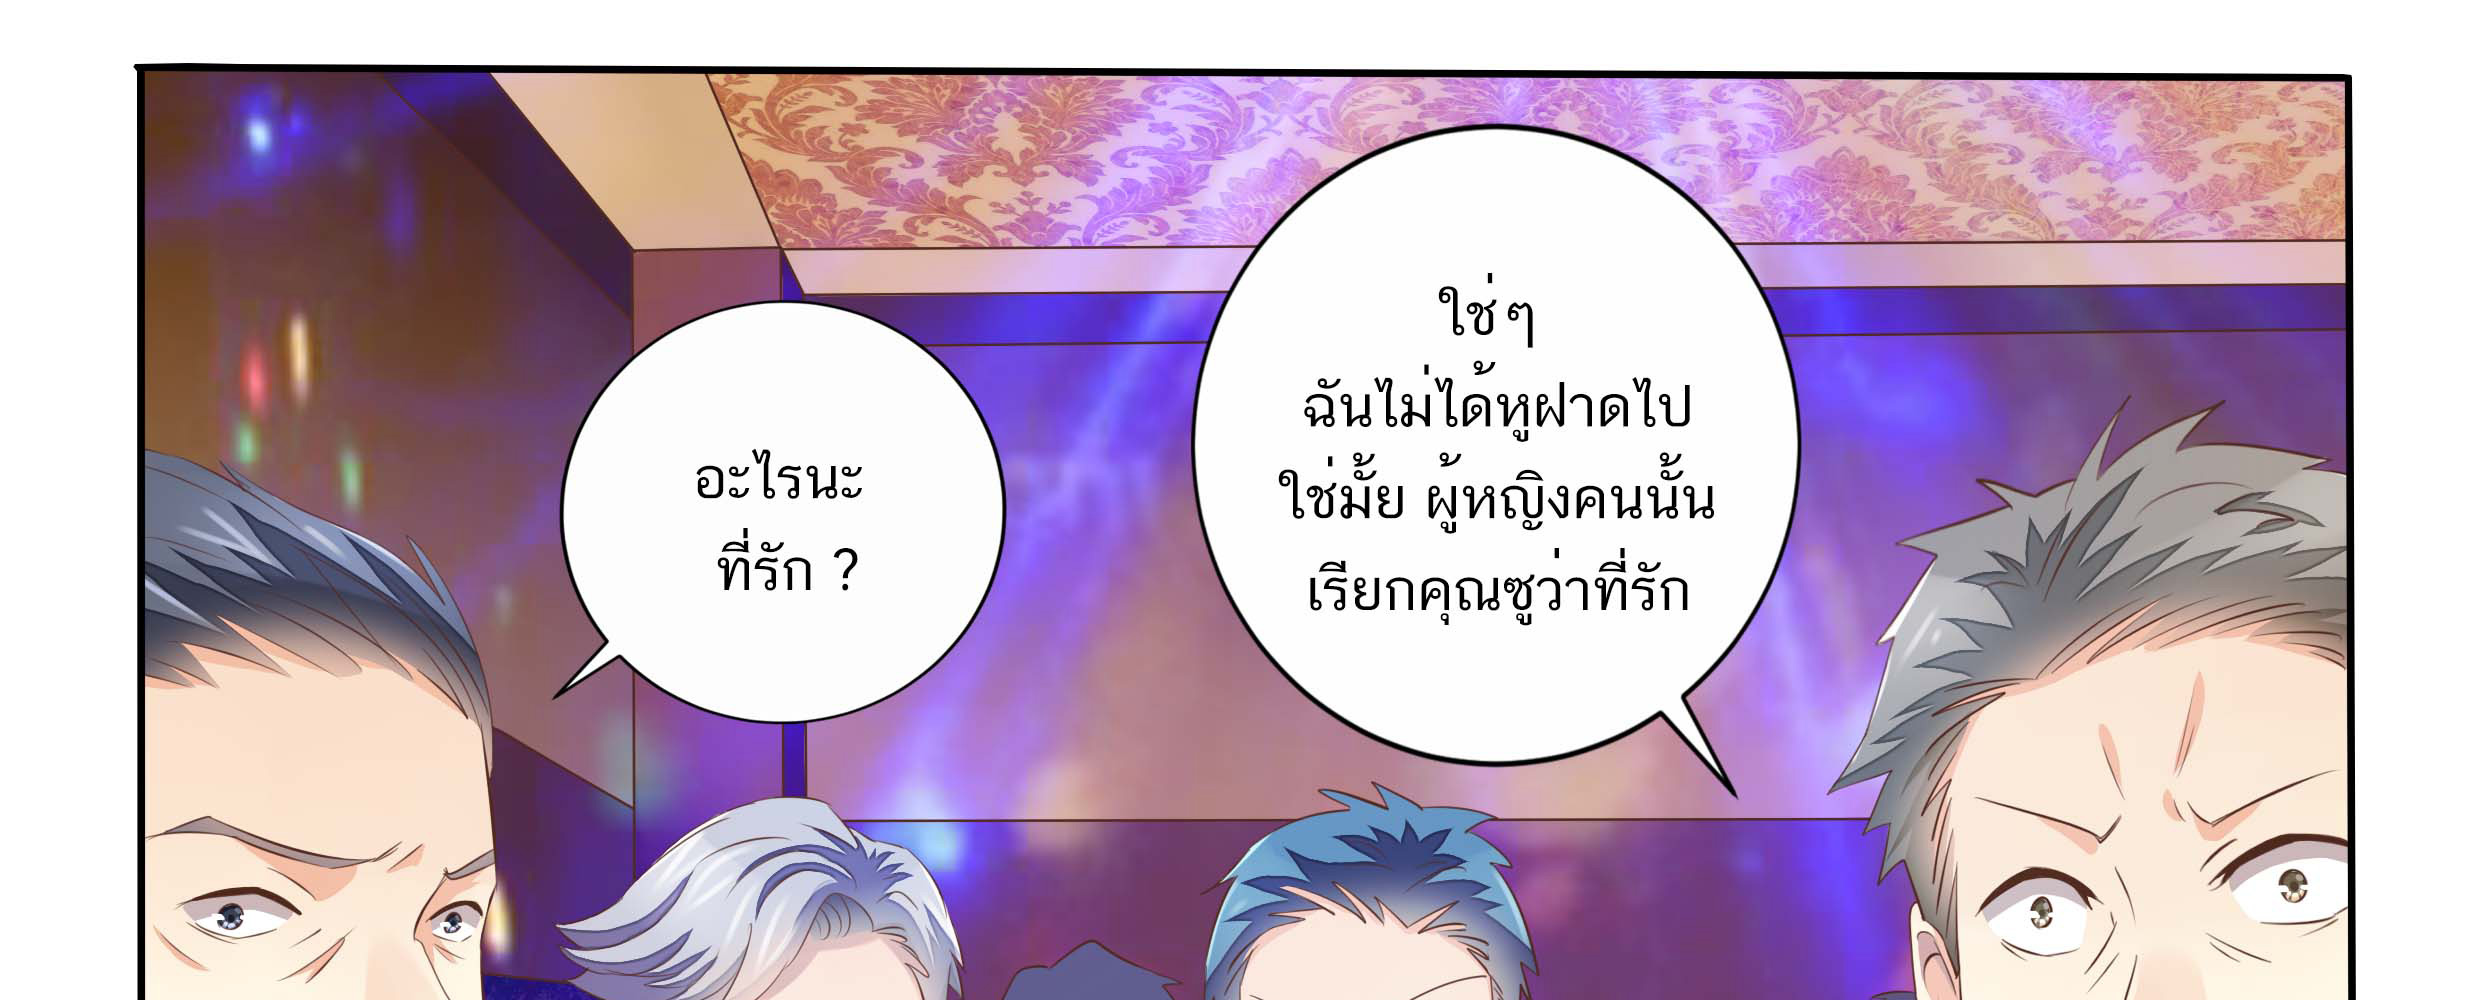 อะไรนะ
ที่รัก ?
ใช่ๆ
ฉันไม่ได้หูฝาดไป
ใช่มั้ย ผู้หญิงคนนั้น
เรียกคุณซูว่าที่รัก